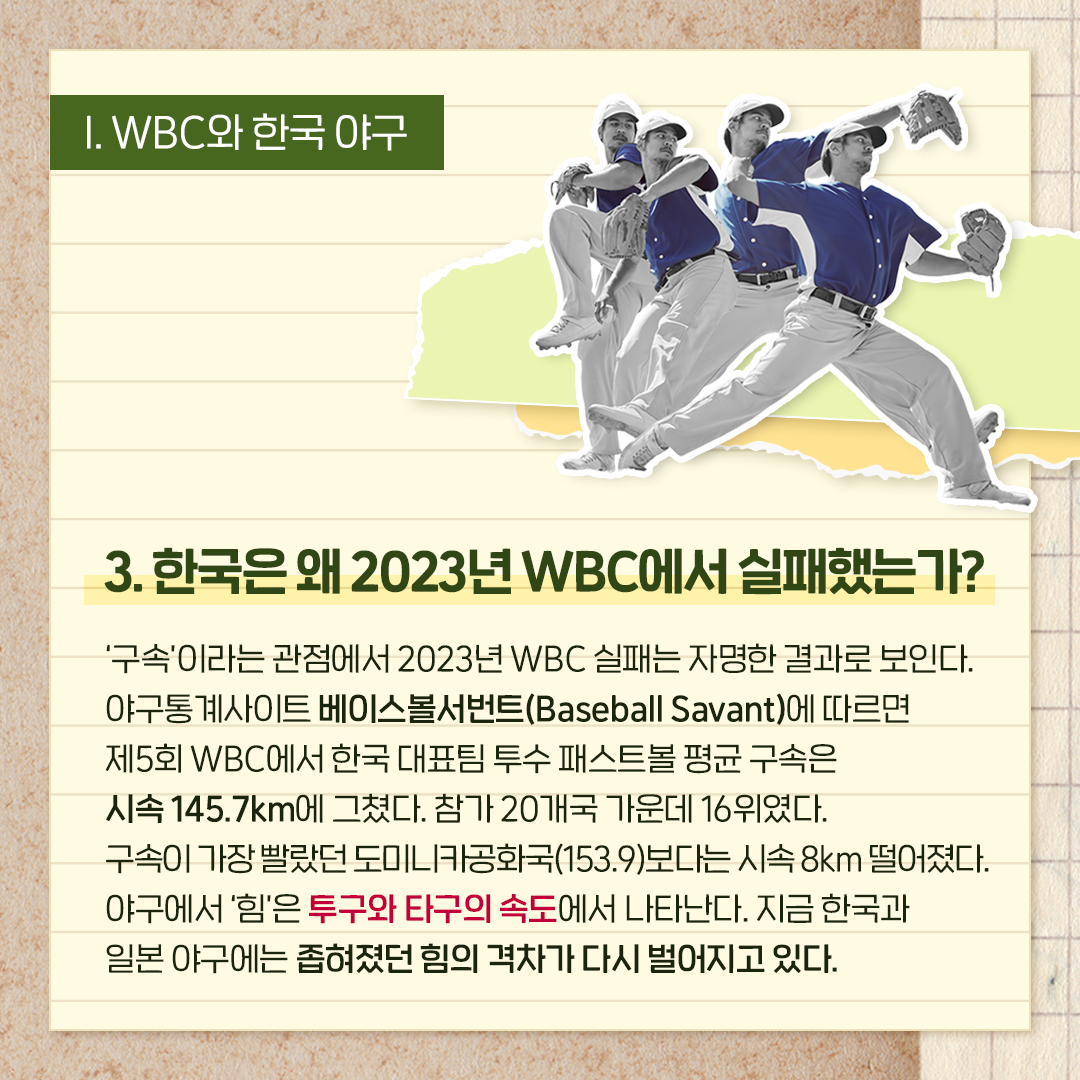 I. WBC와 한국 야구
3. 한국은 왜 2023년 WBC에서 실패했는가?
‘구속’이라는 관점에서 2023년 WBC 실패는 자명한 결과로 보인다.
야구통계사이트 베이스볼서번트(Baseball Savant)에 따르면
제5회 WBC에서 한국 대표팀 투수 패스트볼 평균 구속은
시속 145.7km에 그쳤다. 참가 20개국 가운데 16위였다.
구속이 가장 빨랐던 도미니카공화국(153.9)보다는 시속 8km 떨어졌다.
야구에서 ‘힘’은 투구와 타구의 속도에서 나타난다. 지금 한국과
일본 야구에는 좁혀졌던 힘의 격차가 다시 벌어지고 있다.